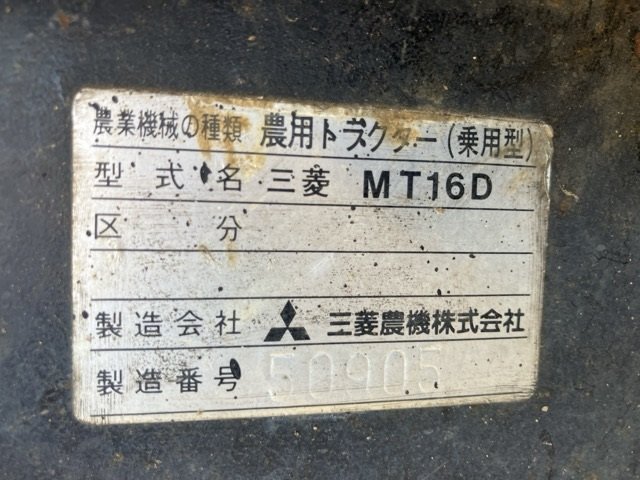 農業機械の種類 農用トラクター(乗用型)
型式名 三菱 MT16D
区分
製造会社 三菱農機株式会社
製造番号 50905